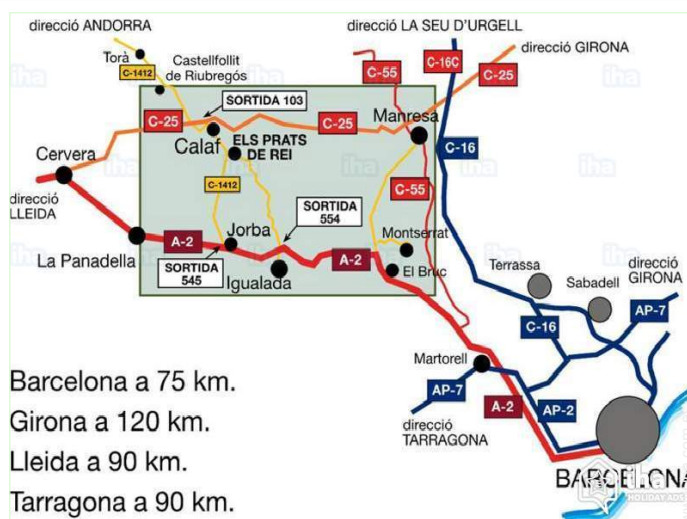 direcció ANDORRA
direcció LA SEU D'URGELL
direcció GIRONA
Torà
C-1412
Castellfollit
de Riubregós
C-55
C-16C
C-25
SORTIDA 103
C-25
C-25
Manresa
Calaf
ELS PRATS
DE REI
Cervera
C-16
C-1412
C-55
direcció
LLEIDA
Jorba
SORTIDA
554
Montserrat
A-2
A-2
La Panadella
SORTIDA
545
Igualada
El Bruc
Terrassa
Sabadell
direcció
GIRONA
AP-7
C-16
Martorell
AP-7
A-2
AP-2
direcció
TARRAGONA
BARCELONA
Barcelona a 75 km.
Girona a 120 km.
Lleida a 90 km.
Tarragona a 90 km.
iha
HOLIDAY ADS